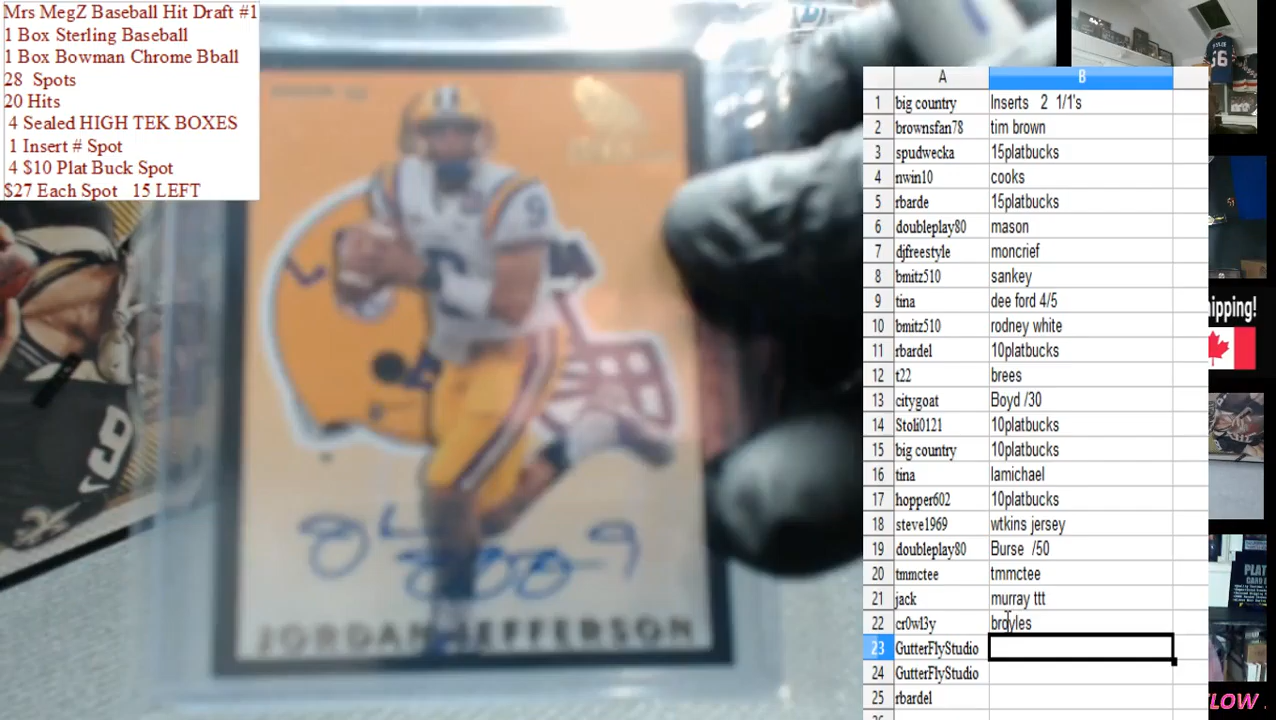 Mrs MegZ Baseball Hit Draft #1
1 Box Sterling Baseball
1 Box Bowman Chrome Bball
28 Spots
20 Hits
4 Sealed HIGH TEK BOXES
1 Insert # Spot
4 $10 Plat Buck Spot
$27 Each Spot 15 LEFT
A B
1 big country Inserts 2 1/1's
2 brownsfan78 tim brown
3 spudwecka 15platbucks
4 nwin10 cooks
5 rbarde 15platbucks
6 doubleplay80 mason
7 djfreestyle moncrief
8 bmitz510 sankey
9 tina dee ford 4/5
10 bmitz510 rodney white
11 rbardel 10platbucks
12 t22 brees
13 citygoat Boyd /30
14 Stoli0121 10platbucks
15 big country 10platbucks
16 tina lamichael
17 hopper602 10platbucks
18 steve1969 wtkins jersey
19 doubleplay80 Burse /50
20 tmmctee tmmctee
21 jack murray ttt
22 cr0wl3y broyles
23 GutterFlyStudio
24 GutterFlyStudio
25 rbardel
JORDAN JEFFERSON
9
hipping!
LOW